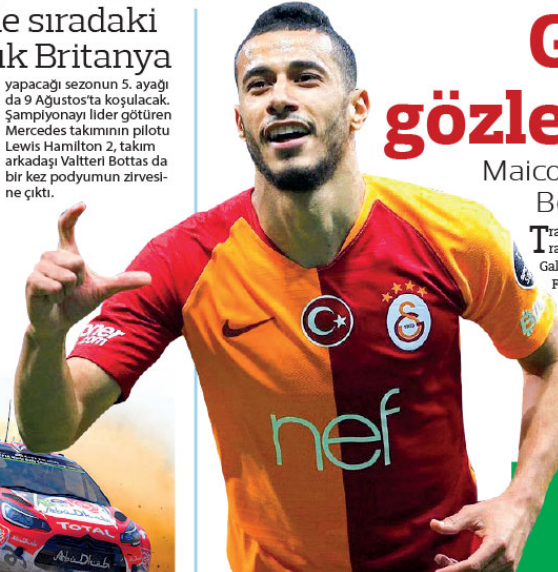 sıradaki
Britanya
yapacağı sezonun 5. ayağı
da 9 Ağustos’ta koşulacak.
Şampiyonayı lider götüren
Mercedes takımının pilotu
Lewis Hamilton 2, takım
arkadaşı Valtteri Bottas da
bir kez podyumun zirvesi-
ne çıktı.
G
gözle
Maico
B
Tra
ra
Gal
F
nef
TOTAL
Abu Dhabi
Abu Dhabi